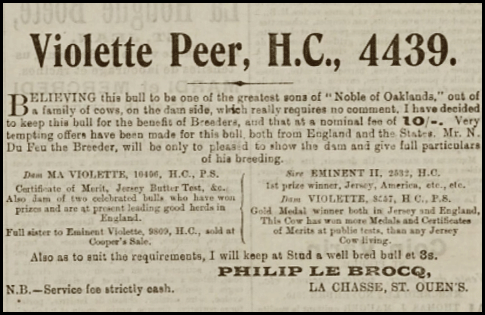 Violette Peer, H.C., 4439.
BELIEVING this bull to be one of the greatest sons of "Noble of Oaklands," out of
a family of cows, on the dam side, which really requires no comment. I have decided
to keep this bull for the benefit of Breeders, and that at a nominal fee of 10/-. Very
tempting offers have been made for this bull, both from England and the States. Mr. N.
Du Feu the Breeder, will be only to pleased to show the dam and give full particulars
of his breeding.
Dam MA VIOLETTE, 16456, H.C., P.S.
Certificate of Merit, Jersey Butter Test, &c.;
Also Jam of two celebrated bulls, who have won
prizes and are at present leading good herds in
England.
Full sister to Eminent Violette, 9809, H.C., sold at
Cooper's Sale.
Sire EMINENT II, 2532, H.C.
1st prize winner, Jersey, America, etc., etc.
Dam VIOLETTE, H.C., P.S.
Gold Medal winner both in Jersey and England,
This Cow has won more Medals and Certificates
of Merits at public tests, than any Jersey
Cow living.
Also as to suit the requirements, I will keep at Stud a well bred bull at 3s.
PHILIP LE BROCQ,
N.B.—Service fee strictly cash.
LA CHASSE, ST. OUEN'S.